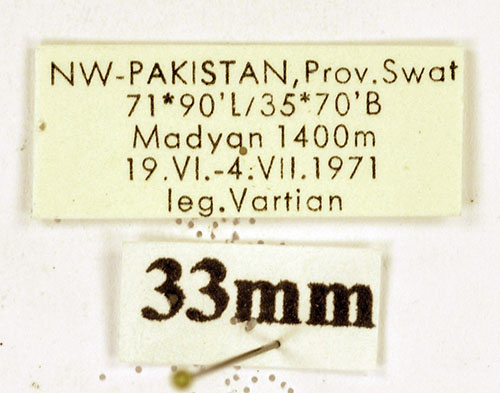 NW-PAKISTAN, Prov. Swat
71*90'L/35*70'B
Madyan 1400m
19.VI.-4.VII.1971
leg. Vartian
33mm